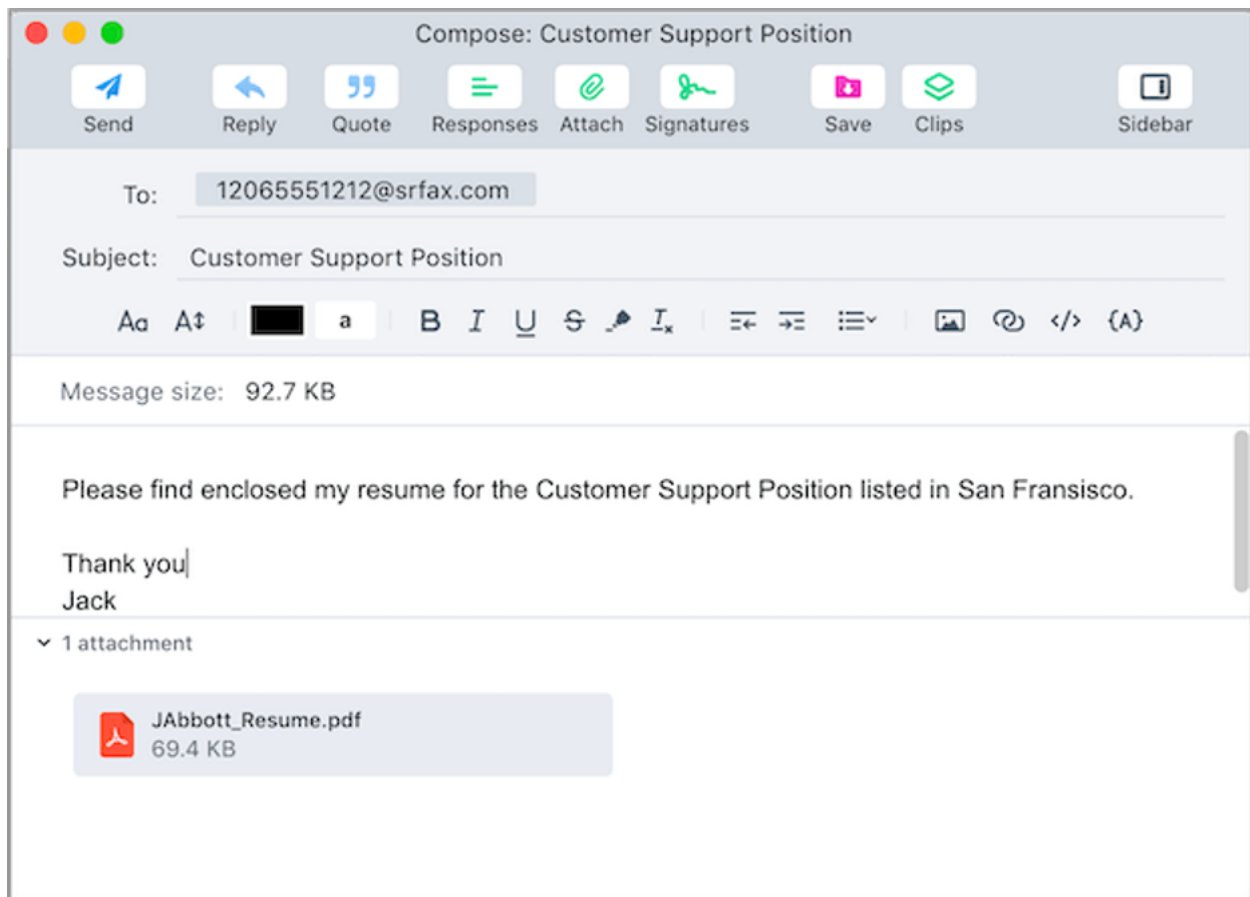 Compose: Customer Support Position
Send Reply Quote Responses Attach Signatures Save Clips Sidebar
To: 12065551212@srfax.com
Subject: Customer Support Position
Aa A a B I U S Ix </> {A}
Message size: 92.7 KB
Please find enclosed my resume for the Customer Support Position listed in San Fransisco.
Thank you
Jack
1 attachment
JAbbott_Resume.pdf
69.4 KB